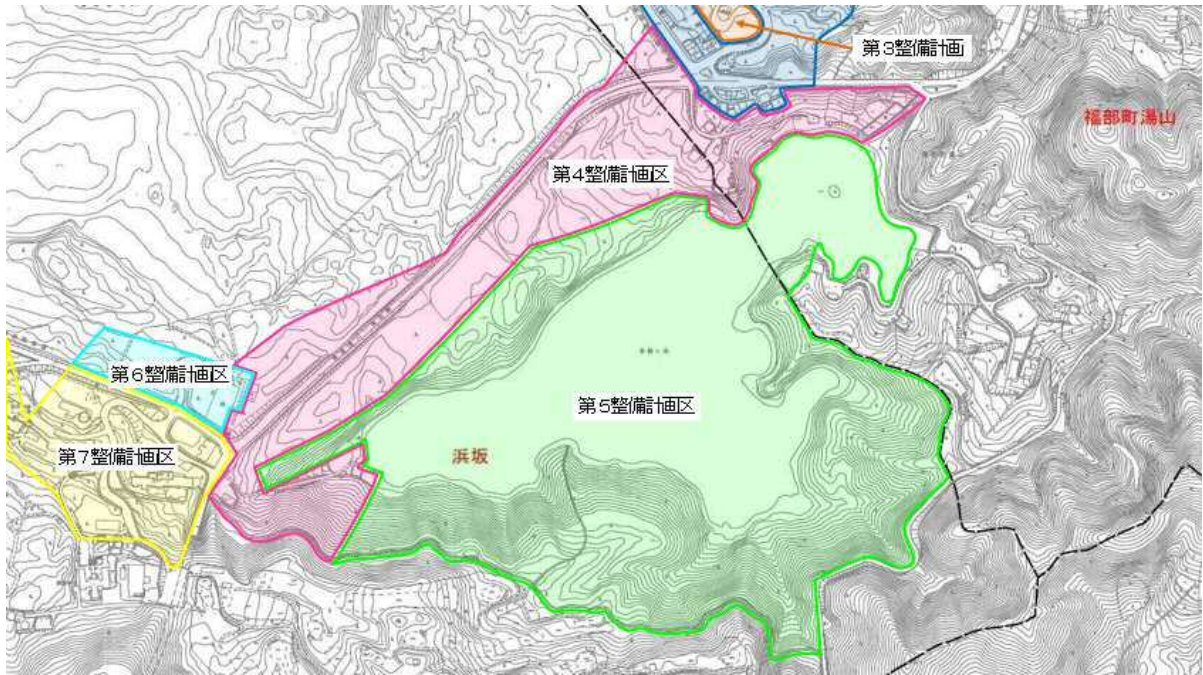 第3整備計画
福部町湯山
第4整備計画区
第6整備計画区
第5整備計画区
第7整備計画区
浜坂